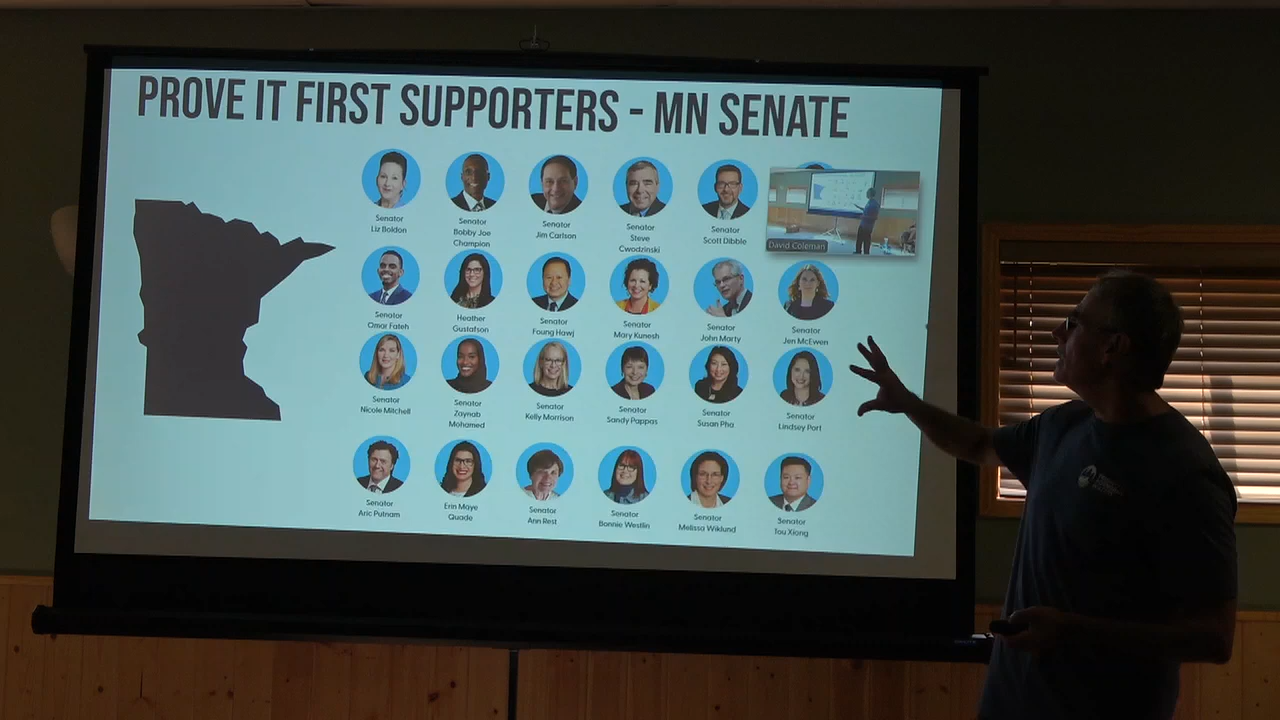 PROVE IT FIRST SUPPORTERS - MN SENATE
Senator
Liz Boldon
Senator
Bobby Joe
Champion
Senator
Jim Carlson
Senator
Steve
Cwodzinski
Senator
Scott Dibble
David Coleman
Senator
Omar Fateh
Heather
Gustafson
Senator
Foung Hawj
Senator
Mary Kunesh
Senator
John Marty
Senator
Jen McEwen
Senator
Nicole Mitchell
Senator
Zaynab
Mohamed
Senator
Kelly Morrison
Senator
Sandy Pappas
Senator
Susan Pha
Senator
Lindsey Port
Senator
Aric Putnam
Erin Maye
Quade
Senator
Ann Rest
Senator
Bonnie Westlin
Senator
Melissa Wiklund
Senator
Tou Xiong